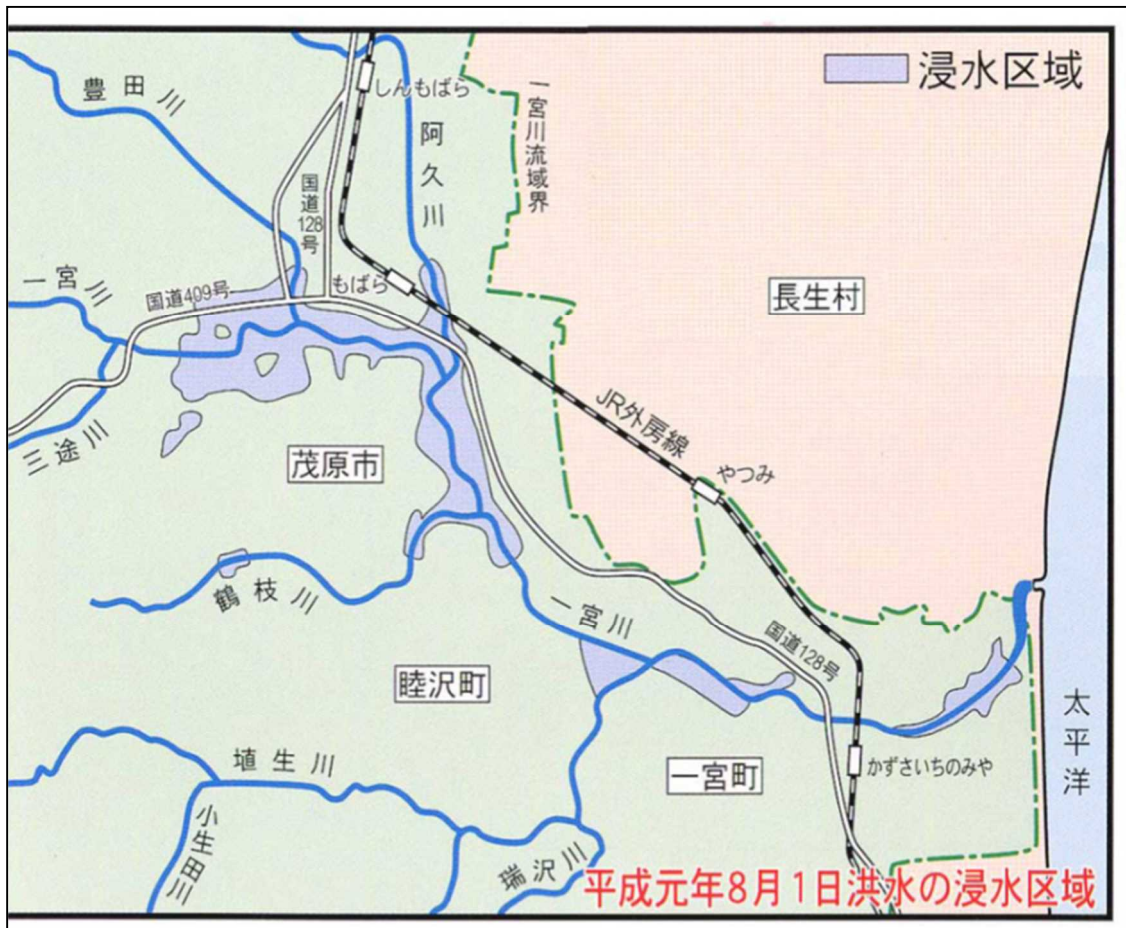 浸水区域
豊田川
しんもばら
阿久川
一宮川流域界
国道128号
一宮川
国道409号
もばら
長生村
JR外房線
三途川
茂原市
やつみ
鶴枝川
一宮川
国道128号
睦沢町
太平洋
埴生川
一宮町
かずさいちのみや
小生田川
瑞沢川
平成元年8月1日洪水の浸水区域